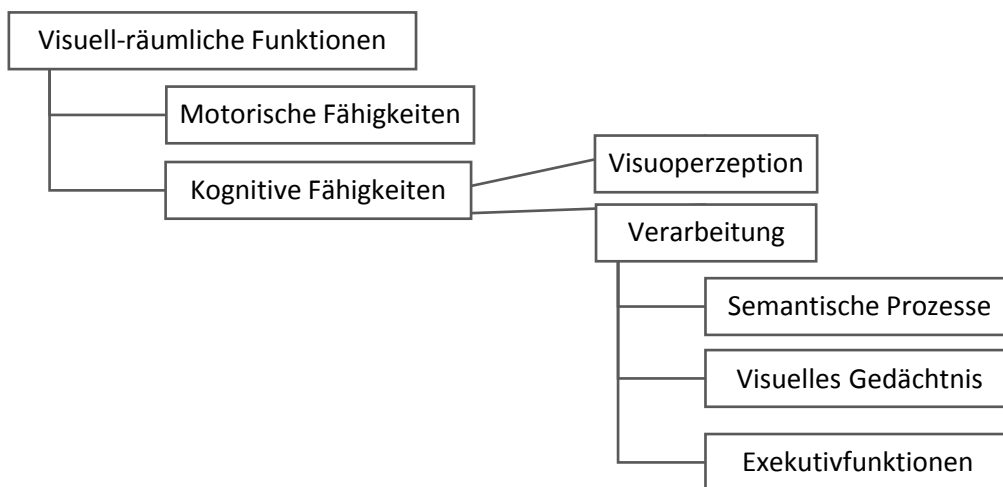 Visuell-räumliche Funktionen
Motorische Fähigkeiten
Kognitive Fähigkeiten
Visuoperzeption
Verarbeitung
Semantische Prozesse
Visuelles Gedächtnis
Exekutivfunktionen